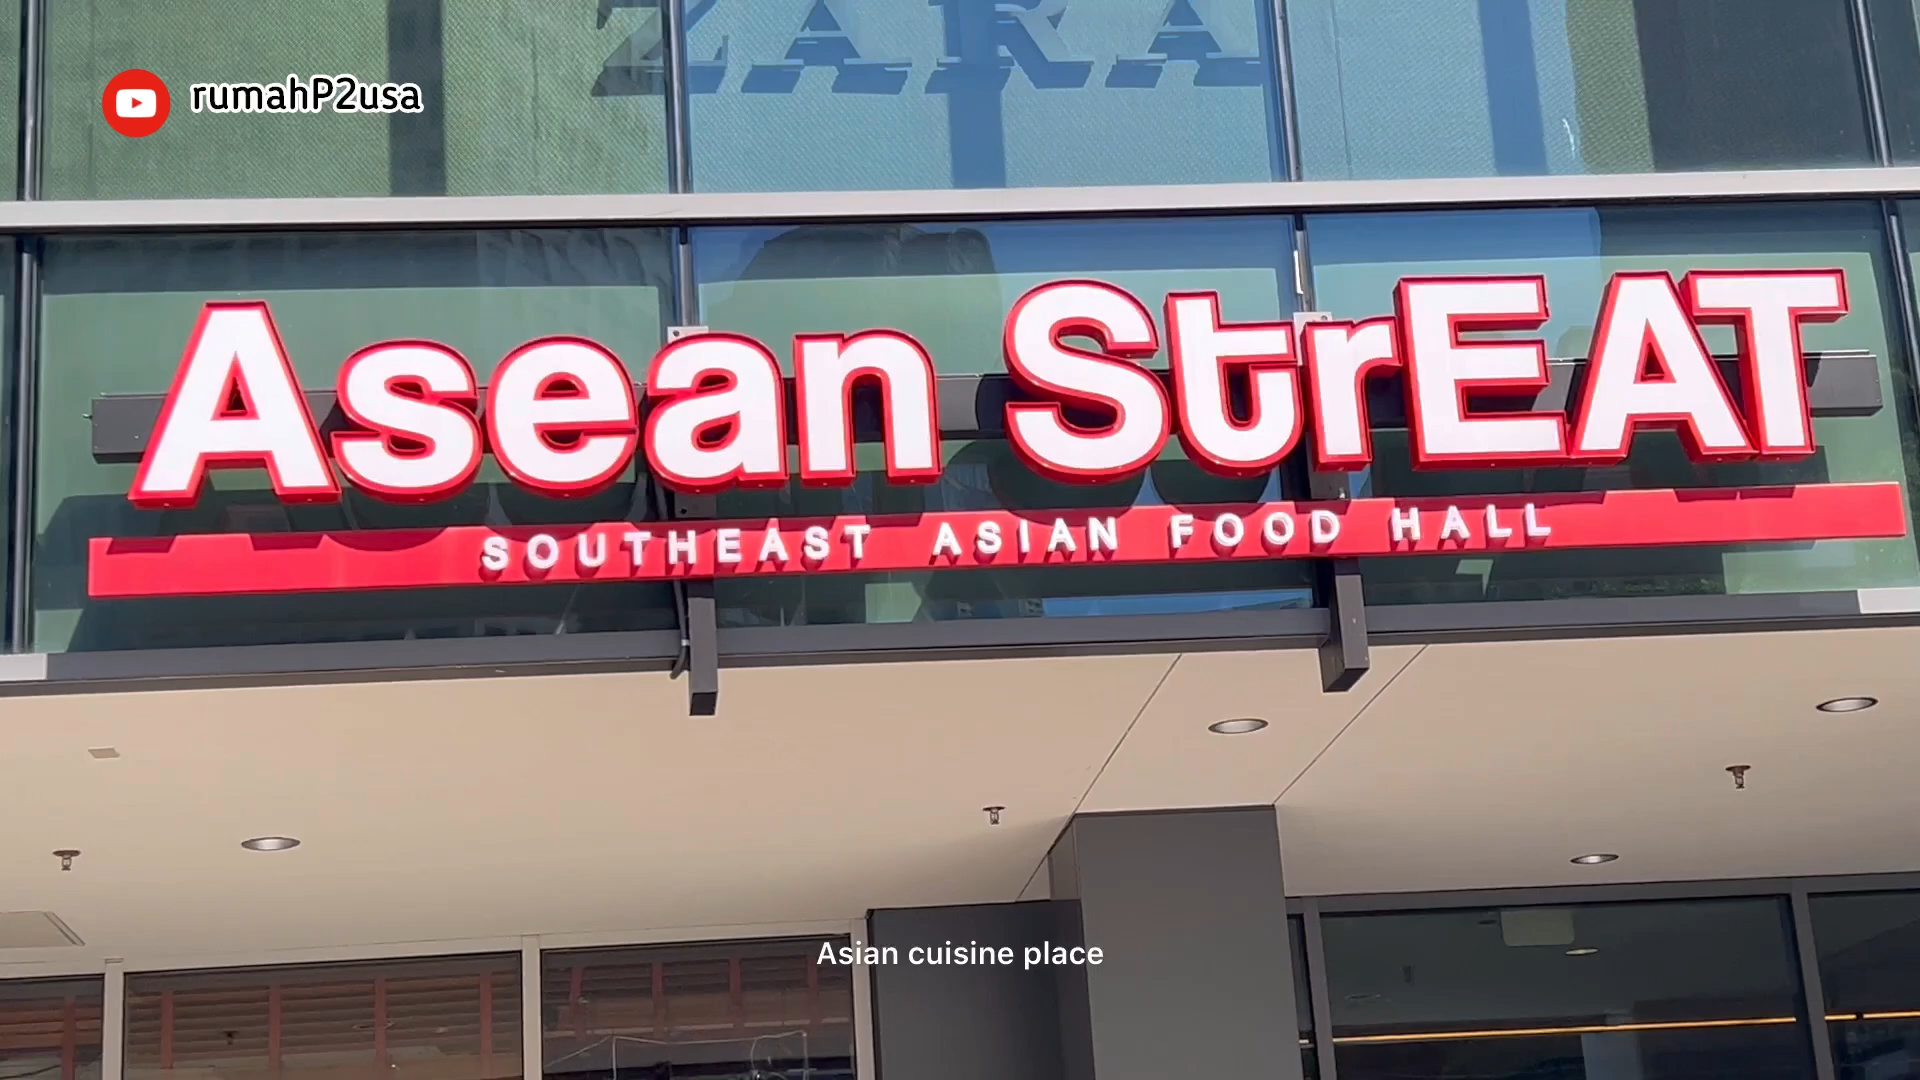 ZARA
rumahP2usa
Asean StrEAT
SOUTHEAST ASIAN FOOD HALL
Asian cuisine place